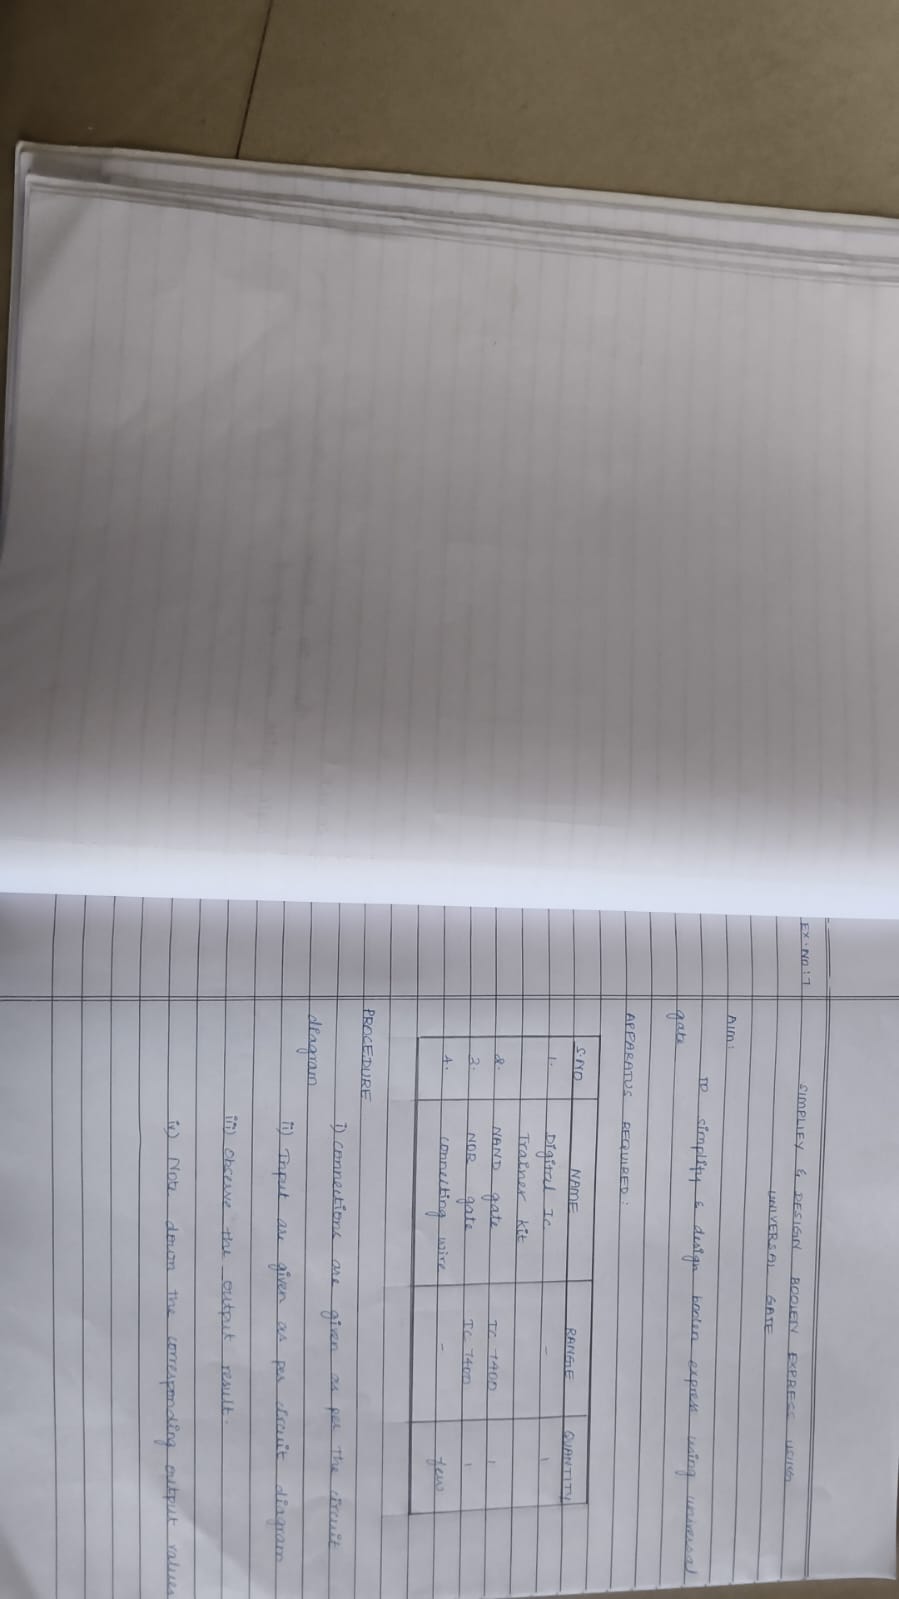 EX.NO:7
SIMPLIFY & DESIGN BOOLEN EXPRESS USING
UNIVERSAL GATE
AIM:
TO simplify & design boolen express using universal
gate
APPARATUS REQUIRED:
S.NO NAME RANGE QUANTITY
1. Digital Ic - 1
Trainer kit
2. NAND gate IC 7400 1
3. NOR gate IC 7400 1
4. connecting wire - few
PROCEDURE
i) connections are given as per the circuit
diagram
ii) Input are given as per circuit diagram
iii) observe the output result.
iv) Note down the corresponding output values